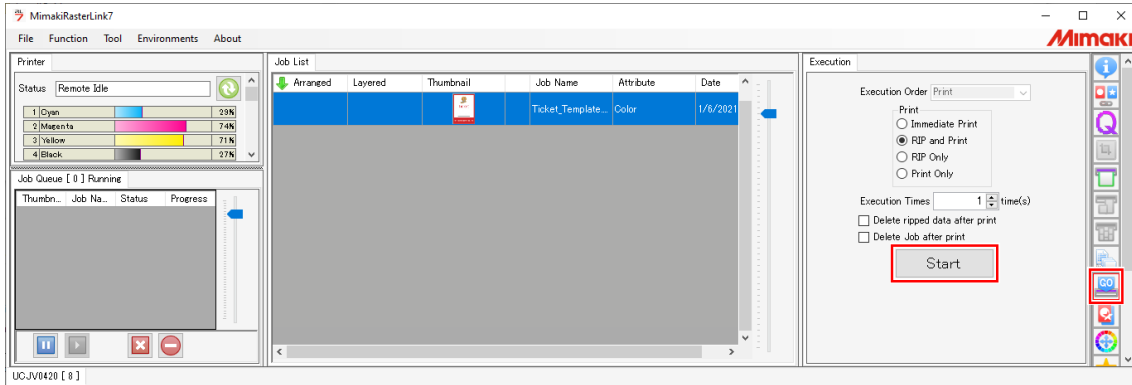 MimakiRasterLink7
File Function Tool Environments About
Mimaki
Printer
Status Remote Idle
1 Cyan 29%
2 Magenta 74%
3 Yellow 71%
4 Black 27%
Job Queue [ 0 ] Running
Thumbn... Job Na... Status Progress
Job List
Arranged Layered Thumbnail Job Name Attribute Date
Ticket_Template... Color 1/6/2021
Execution
Execution Order Print
Print
Immediate Print
RIP and Print
RIP Only
Print Only
Execution Times 1 time(s)
Delete ripped data after print
Delete Job after print
Start
GO
UCJV0420 [ 8 ]